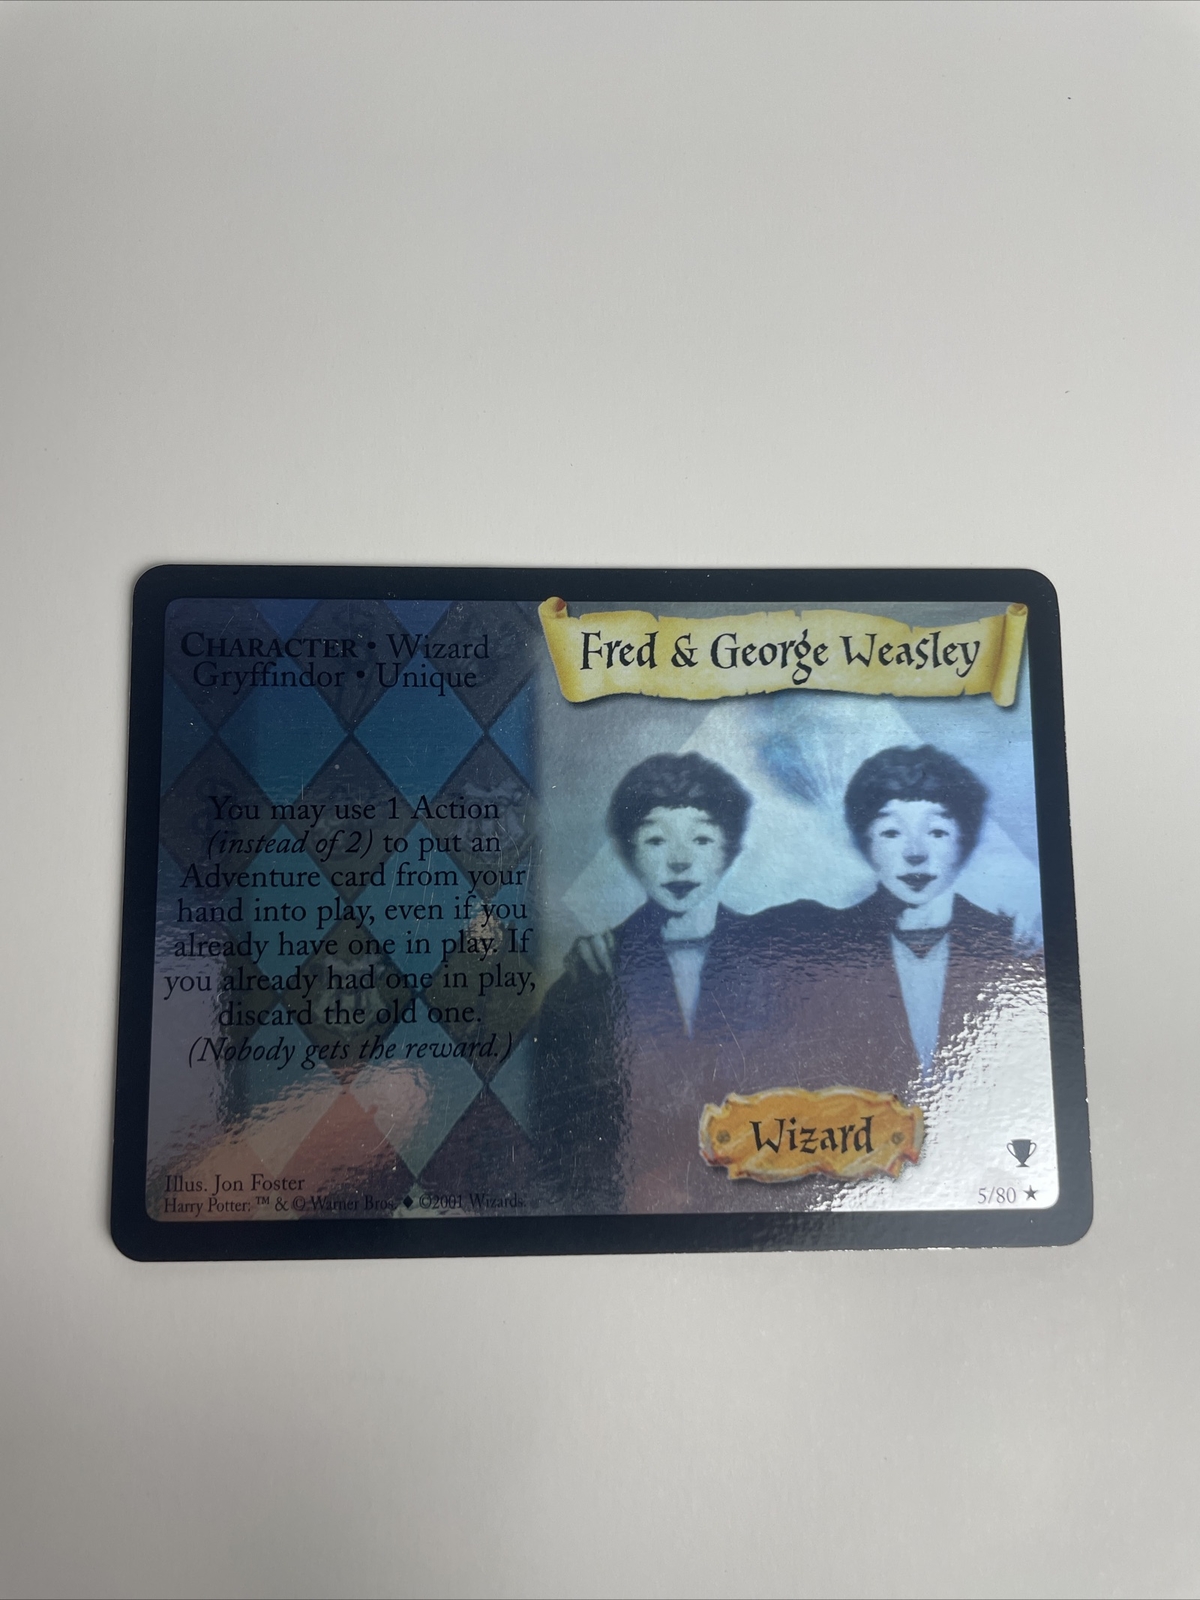 CHARACTER • Wizard
Gryffindor • Unique
Fred & George Weasley
You may use 1 Action
(instead of 2) to put an
Adventure card from your
hand into play, even if you
already have one in play. If
you already had one in play,
discard the old one.
(Nobody gets the reward.)
Wizard
Illus. Jon Foster
Harry Potter: ™ & © Warner Bros. ◆ ©2001 Wizards.
5/80 ★